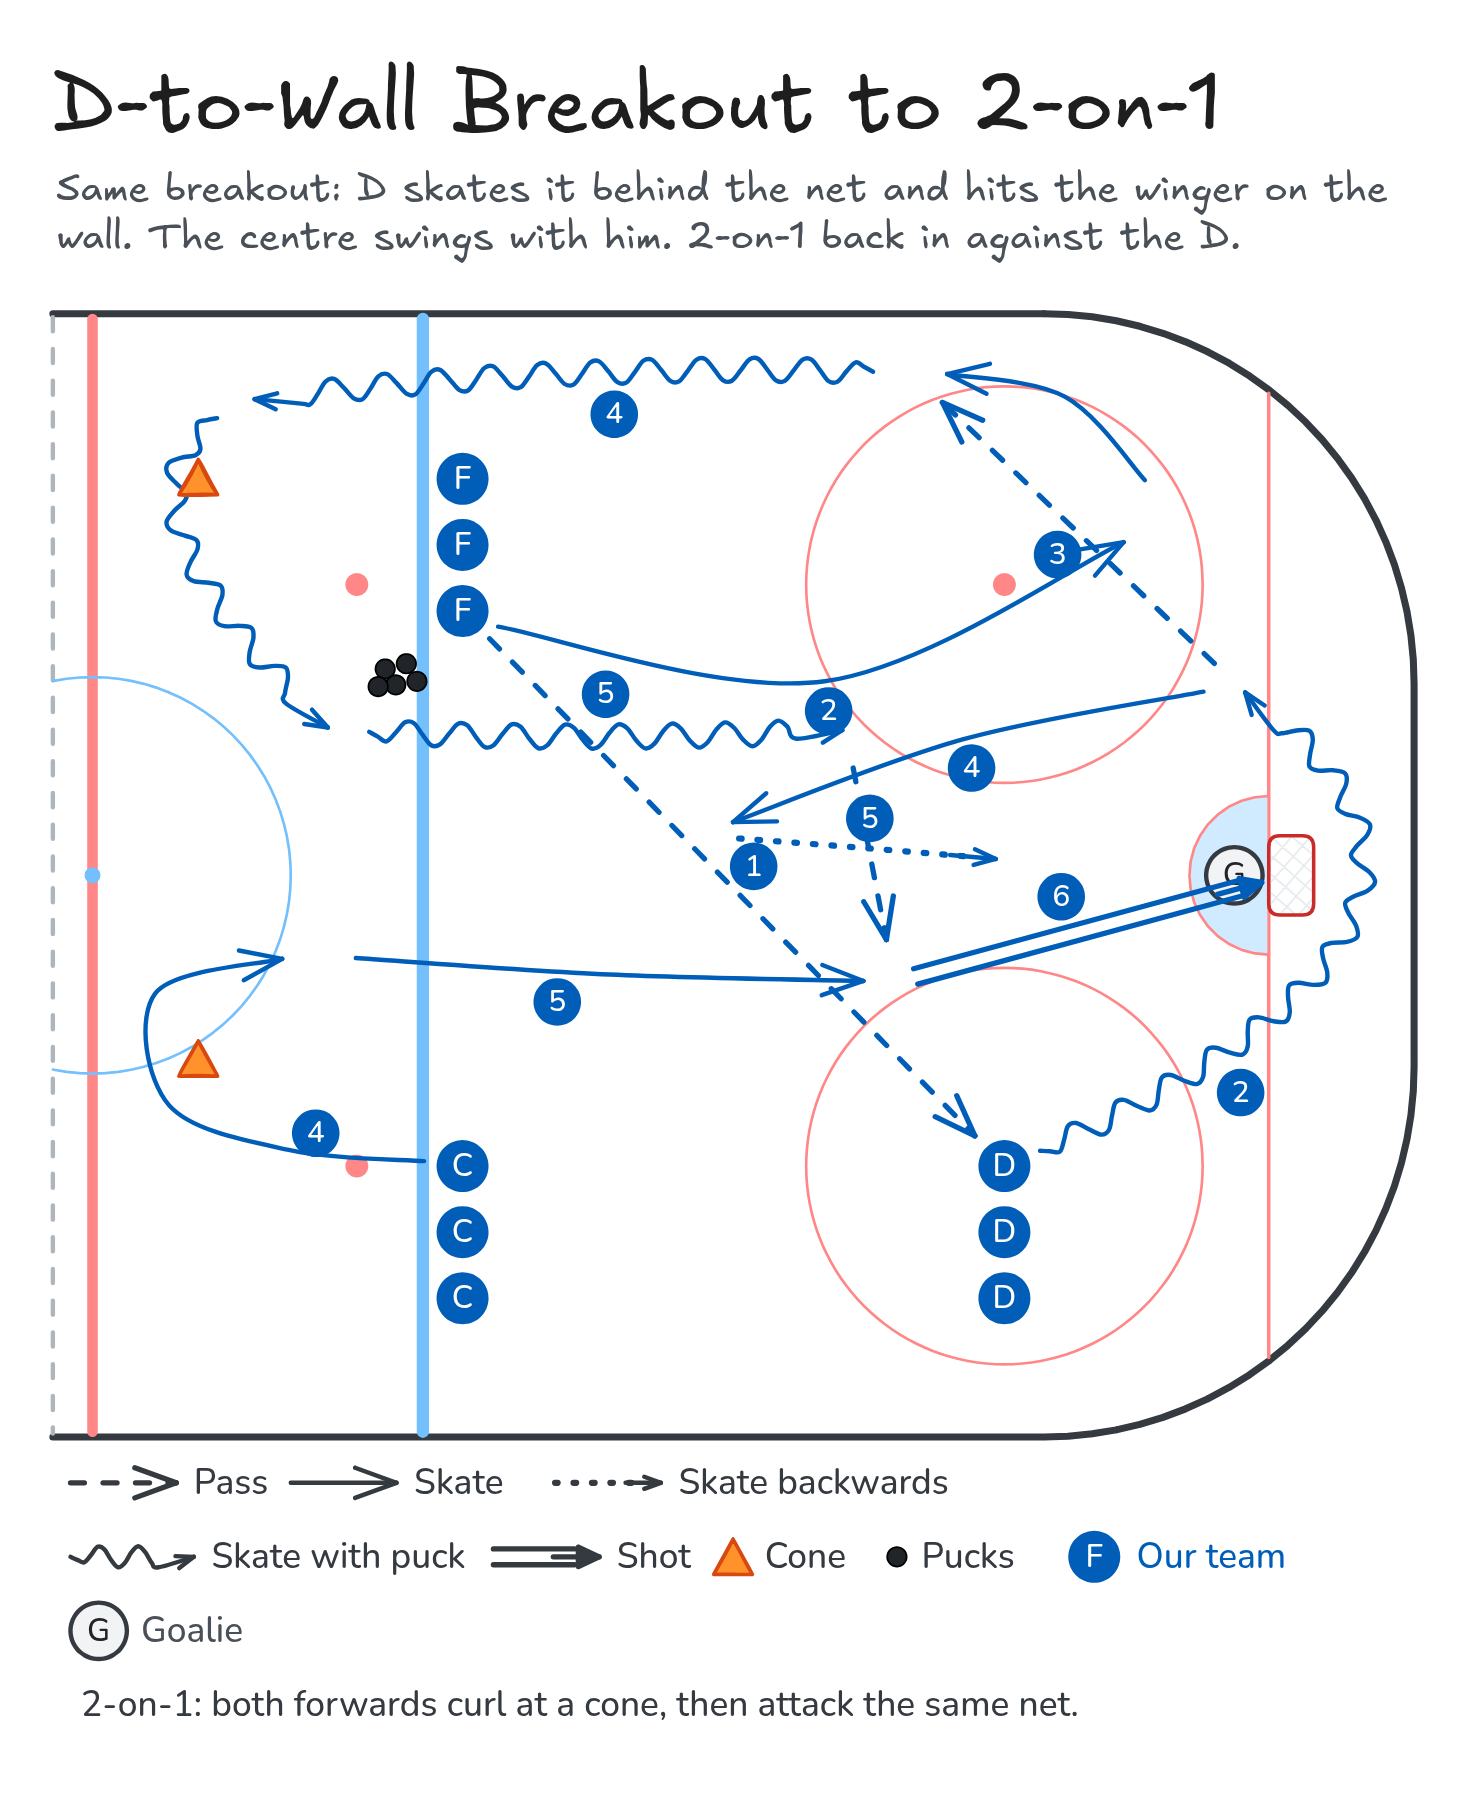 D-to-Wall Breakout to 2-on-1
Same breakout: D skates it behind the net and hits the winger on the
wall. The centre swings with him. 2-on-1 back in against the D.
4
F
F
3
F
5
2
4
5
1
G
6
5
2
4
C
D
C
D
C
D
Pass
Skate
Skate backwards
Skate with puck
Shot
Cone
Pucks
F
Our team
G
Goalie
2-on-1: both forwards curl at a cone, then attack the same net.